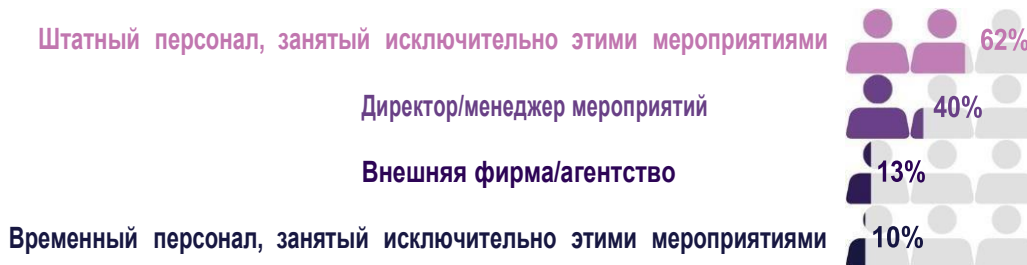 Штатный персонал, занятый исключительно этими мероприятиями 62%
Директор/менеджер мероприятий 40%
Внешняя фирма/агентство 13%
Временный персонал, занятый исключительно этими мероприятиями 10%